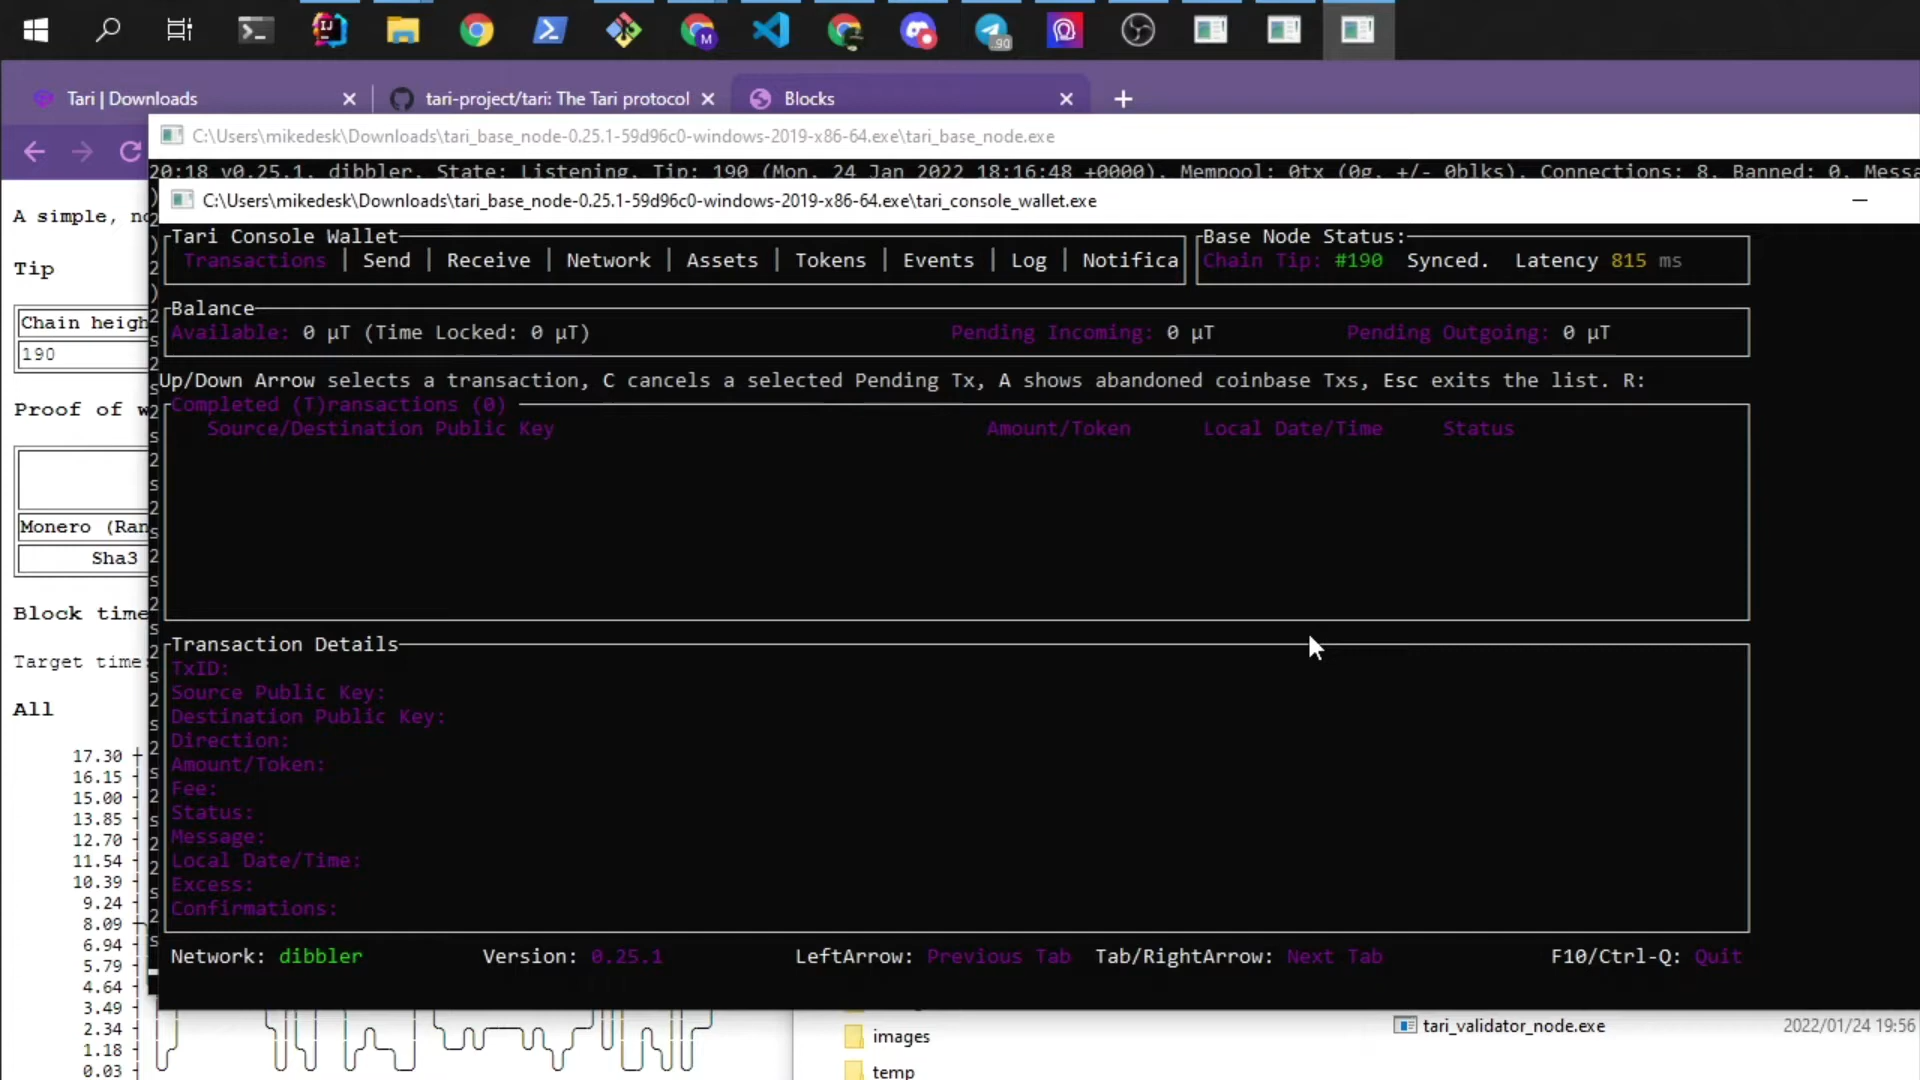 Tari | Downloads
tari-project/tari: The Tari protocol
Blocks
C:\Users\mikedesk\Downloads\tari_base_node-0.25.1-59d96c0-windows-2019-x86-64.exe\tari_base_node.exe
20:18 v0.25.1, dibbler, State: Listening, Tip: 190 (Mon, 24 Jan 2022 18:16:48 +0000), Mempool: 0tx (0g, +/- 0blks), Connections: 8, Banned: 0, Messa
C:\Users\mikedesk\Downloads\tari_base_node-0.25.1-59d96c0-windows-2019-x86-64.exe\tari_console_wallet.exe
Tari Console Wallet
Transactions | Send | Receive | Network | Assets | Tokens | Events | Log | Notifica
Base Node Status:
Chain Tip: #190 Synced. Latency 815 ms
Balance
Available: 0 µT (Time Locked: 0 µT) Pending Incoming: 0 µT Pending Outgoing: 0 µT
Up/Down Arrow selects a transaction, C cancels a selected Pending Tx, A shows abandoned coinbase Txs, Esc exits the list. R:
Completed (T)ransactions (0)
Source/Destination Public Key Amount/Token Local Date/Time Status
Transaction Details
TxID:
Source Public Key:
Destination Public Key:
Direction:
Amount/Token:
Fee:
Status:
Message:
Local Date/Time:
Excess:
Confirmations:
Network: dibbler Version: 0.25.1 LeftArrow: Previous Tab Tab/RightArrow: Next Tab F10/Ctrl-Q: Quit
A simple, no
Tip
Chain heigh
190
Proof of w
Monero (Ran
Sha3
Block time
Target time
All
17.30
16.15
15.00
13.85
12.70
11.54
10.39
9.24
8.09
6.94
5.79
4.64
3.49
2.34
1.18
0.03
images
temp
tari_validator_node.exe 2022/01/24 19:56
.90
M